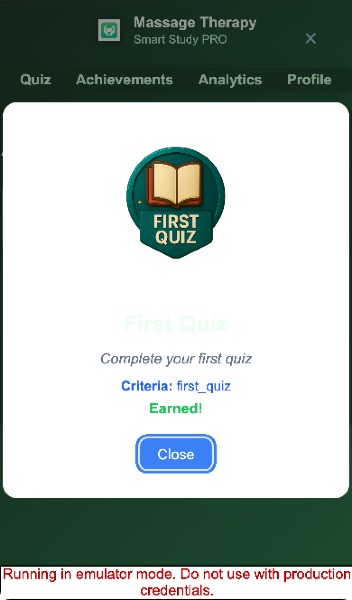 Massage Therapy
Smart Study PRO
×
Quiz Achievements Analytics Profile
FIRST
QUIZ
First Quiz
Complete your first quiz
Criteria: first_quiz
Earned!
Close
Running in emulator mode. Do not use with production
credentials.